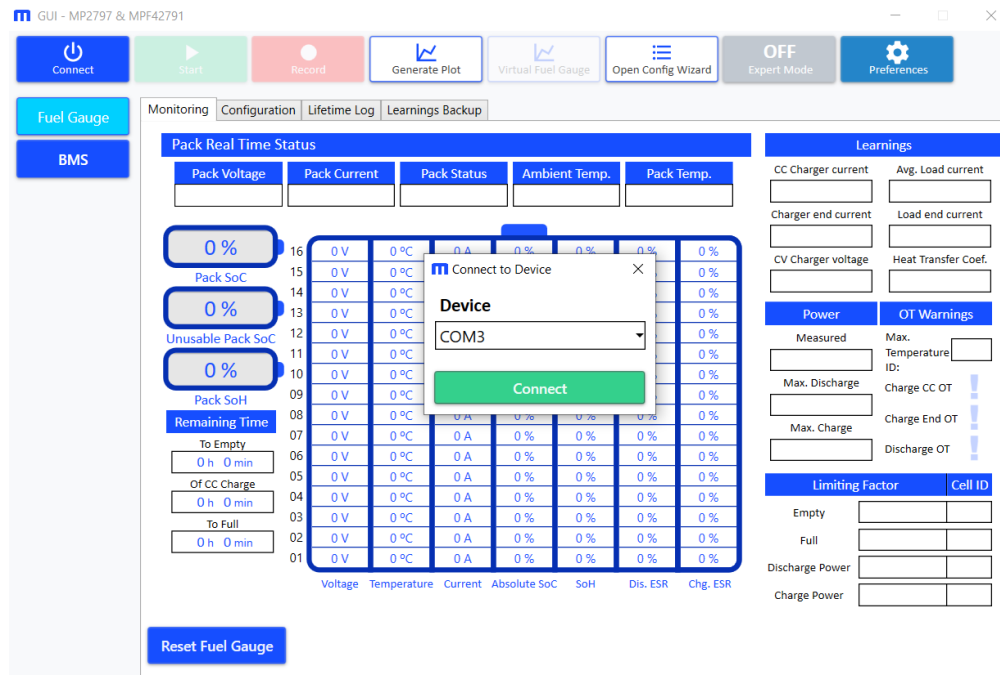 GUI - MP2797 & MPF42791
Connect
Start
Record
Generate Plot
Virtual Fuel Gauge
Open Config Wizard
OFF
Expert Mode
Preferences
Fuel Gauge
BMS
Monitoring Configuration Lifetime Log Learnings Backup
Pack Real Time Status
Pack Voltage Pack Current Pack Status Ambient Temp. Pack Temp.
0 %
Pack SoC
0 %
Unusable Pack SoC
0 %
Pack SoH
Remaining Time
To Empty
0 h 0 min
Of CC Charge
0 h 0 min
To Full
0 h 0 min
16 0 V 0 ºC 0 A 0 % 0 % 0 % 0 %
15 0 V 0 ºC 0 %
14 0 V 0 ºC 0 %
13 0 V 0 ºC 0 %
12 0 V 0 ºC 0 %
11 0 V 0 ºC 0 %
10 0 V 0 ºC 0 %
09 0 V 0 ºC 0 %
08 0 V 0 ºC 0 A 0 % 0 % 0 % 0 %
07 0 V 0 ºC 0 A 0 % 0 % 0 % 0 %
06 0 V 0 ºC 0 A 0 % 0 % 0 % 0 %
05 0 V 0 ºC 0 A 0 % 0 % 0 % 0 %
04 0 V 0 ºC 0 A 0 % 0 % 0 % 0 %
03 0 V 0 ºC 0 A 0 % 0 % 0 % 0 %
02 0 V 0 ºC 0 A 0 % 0 % 0 % 0 %
01 0 V 0 ºC 0 A 0 % 0 % 0 % 0 %
Voltage Temperature Current Absolute SoC SoH Dis. ESR Chg. ESR
Connect to Device
Device
COM3
Connect
Reset Fuel Gauge
Learnings
CC Charger current Avg. Load current
Charger end current Load end current
CV Charger voltage Heat Transfer Coef.
Power
Measured
Max. Discharge
Max. Charge
OT Warnings
Max.
Temperature
ID:
Charge CC OT
Charge End OT
Discharge OT
Limiting Factor Cell ID
Empty
Full
Discharge Power
Charge Power